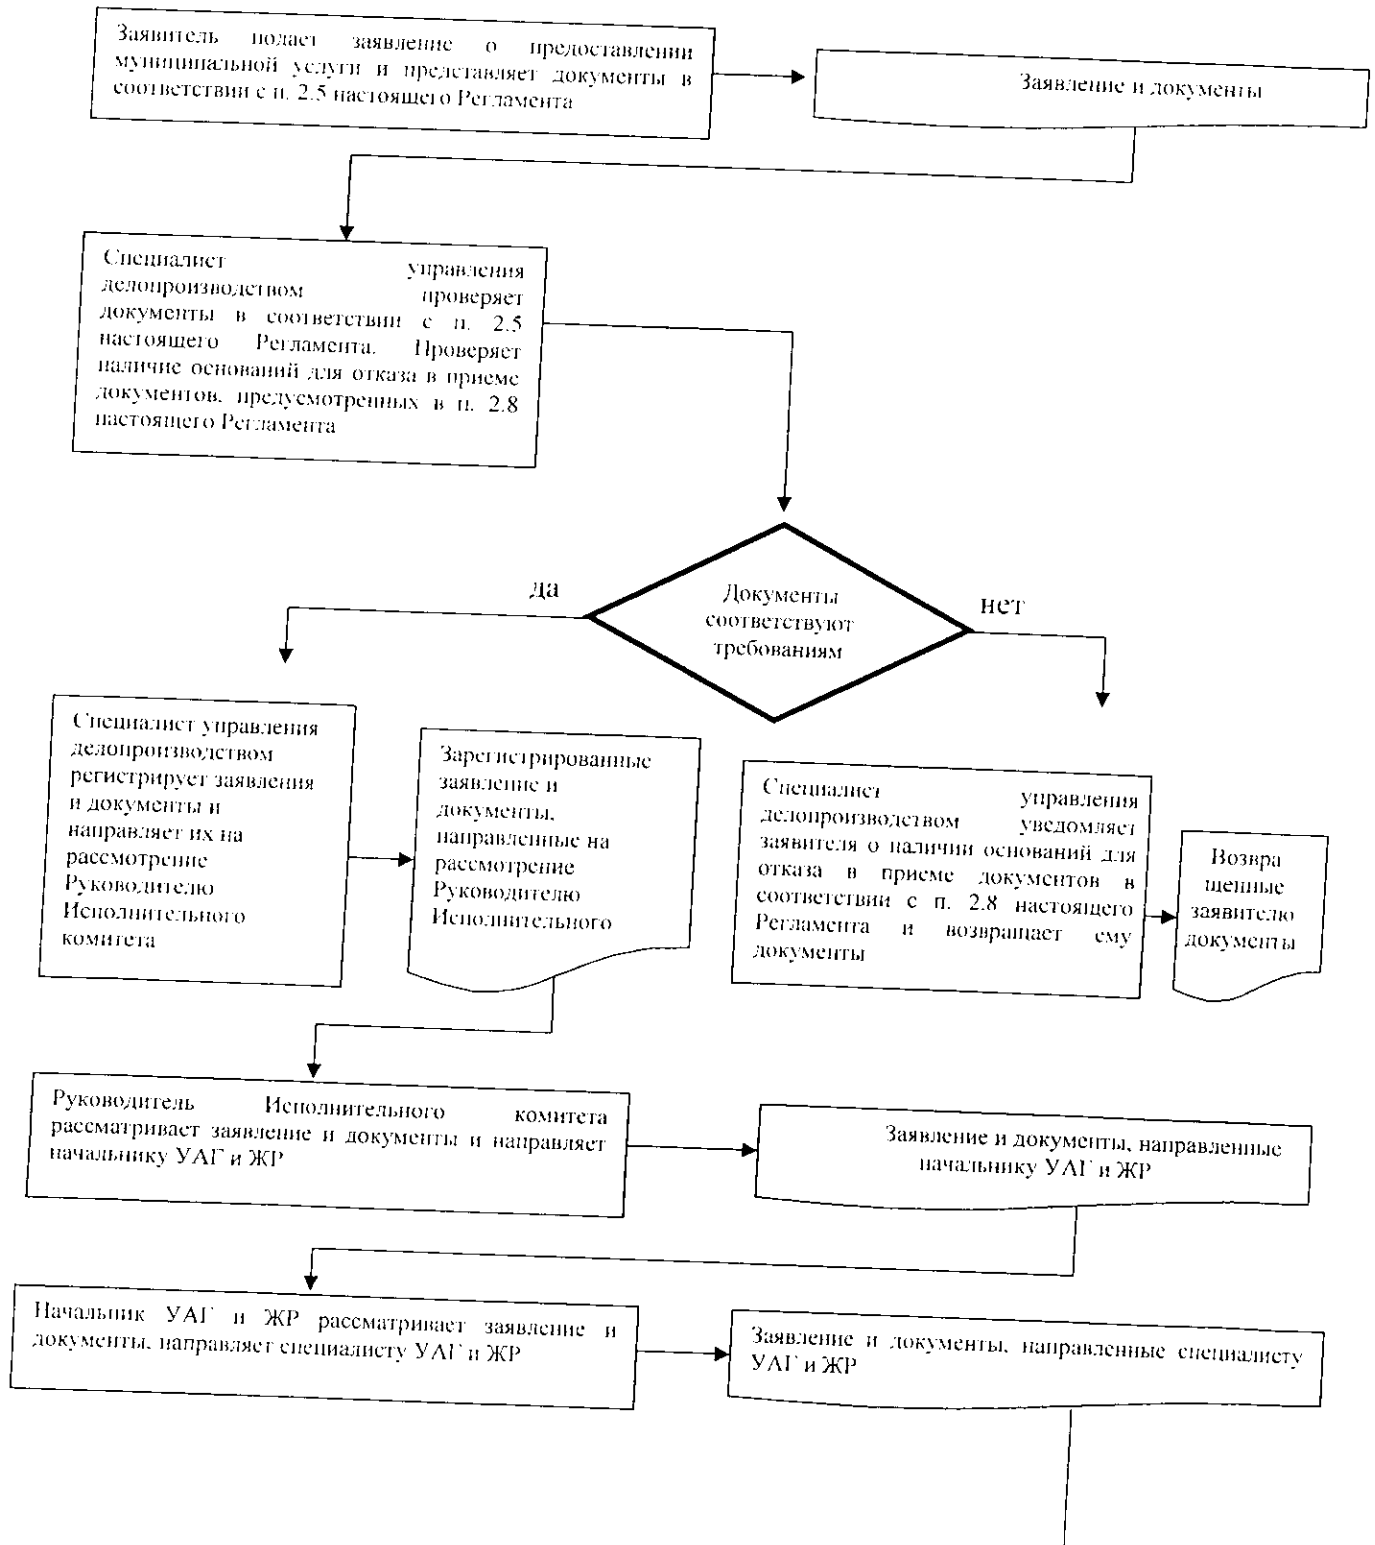 Заявитель подает заявление о предоставлении
муниципальной услуги и представляет документы в
соответствии с п. 2.5 настоящего Регламента
Заявление и документы
Специалист управления
делопроизводством проверяет
документы в соответствии с п. 2.5
настоящего Регламента. Проверяет
наличие оснований для отказа в приеме
документов, предусмотренных в п. 2.8
настоящего Регламента
да
Документы
соответствуют
требованиям
нет
Специалист управления
делопроизводством
регистрирует заявления
и документы и
направляет их на
рассмотрение
Руководителю
Исполнительного
комитета
Зарегистрированные
заявление и
документы,
направленные на
рассмотрение
Руководителю
Исполнительного
Специалист управления
делопроизводством уведомляет
заявителя о наличии оснований для
отказа в приеме документов в
соответствии с п. 2.8 настоящего
Регламента и возвращает ему
документы
Возвра
щенные
заявителю
документы
Руководитель Исполнительного комитета
рассматривает заявление и документы и направляет
начальнику УАГ и ЖР
Заявление и документы, направленные
начальнику УАГ и ЖР
Начальник УАГ и ЖР рассматривает заявление и
документы, направляет специалисту УАГ и ЖР
Заявление и документы, направленные специалисту
УАГ и ЖР